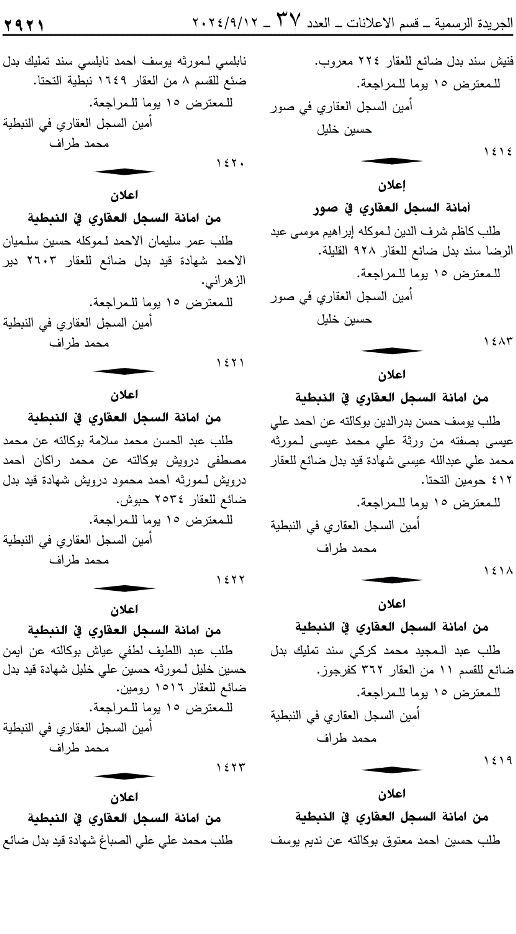 الجريدة الرسمية ــ قسم الاعلانات ــ العدد ٣٧ ــ ٢٠٢٤/٩/١٢
٢٩٢١
فنيش سند بدل ضائع للعقار ٢٢٤ معروب.
للمعترض ١٥ يوما للمراجعة.
أمين السجل العقاري في صور
حسين خليل
١٤١٤
إعلان
أمانة السجل العقاري في صور
طلب كاظم شرف الدين لموكله إبراهيم موسى عبد
الرضا سند بدل ضائع للعقار ٩٢٨ القليلة.
للمعترض ١٥ يوما للمراجعة.
أمين السجل العقاري في صور
حسين خليل
١٤٨٣
اعلان
من امانة السجل العقاري في النبطية
طلب يوسف حسن بدرالدين بوكالته عن احمد علي
عيسى بصفته من ورثة علي محمد عيسى لمورثه
محمد علي عبدالله عيسى شهادة قيد بدل ضائع للعقار
٤١٢ حومين التحتا.
للمعترض ١٥ يوما للمراجعة.
أمين السجل العقاري في النبطية
محمد طراف
١٤١٨
اعلان
من امانة السجل العقاري في النبطية
طلب عبد المجيد محمد كركي سند تمليك بدل
ضائع للقسم ١١ من العقار ٣٦٢ كفرجوز.
للمعترض ١٥ يوما للمراجعة.
أمين السجل العقاري في النبطية
محمد طراف
١٤١٩
اعلان
من امانة السجل العقاري في النبطية
طلب حسين احمد معتوق بوكالته عن نديم يوسف
نابلسي لمورثه يوسف احمد نابلسي سند تمليك بدل
ضئع للقسم ٨ من العقار ١٦٤٩ نبطية التحتا.
للمعترض ١٥ يوما للمراجعة.
أمين السجل العقاري في النبطية
محمد طراف
١٤٢٠
اعلان
من امانة السجل العقاري في النبطية
طلب عمر سليمان الاحمد لموكله حسين سلميان
الاحمد شهادة قيد بدل ضائع للعقار ٢٦٠٣ دير
الزهراني.
للمعترض ١٥ يوما للمراجعة.
أمين السجل العقاري في النبطية
محمد طراف
١٤٢١
اعلان
من امانة السجل العقاري في النبطية
طلب عبد الحسن محمد سلامة بوكالته عن محمد
مصطفى درويش بوكالته عن محمد راكان احمد
درويش لمورثه احمد محمود درويش شهادة قيد بدل
ضائع للعقار ٢٥٣٤ حبوش.
للمعترض ١٥ يوما للمراجعة.
أمين السجل العقاري في النبطية
محمد طراف
١٤٢٢
اعلان
من امانة السجل العقاري في النبطية
طلب عبد اللطيف لطفي عياش بوكالته عن ايمن
حسين خليل لمورثه حسين علي خليل شهادة قيد بدل
ضائع للعقار ١٥١٦ رومين.
للمعترض ١٥ يوما للمراجعة.
أمين السجل العقاري في النبطية
محمد طراف
١٤٢٣
اعلان
من امانة السجل العقاري في النبطية
طلب محمد علي علي الصباغ شهادة قيد بدل ضائع